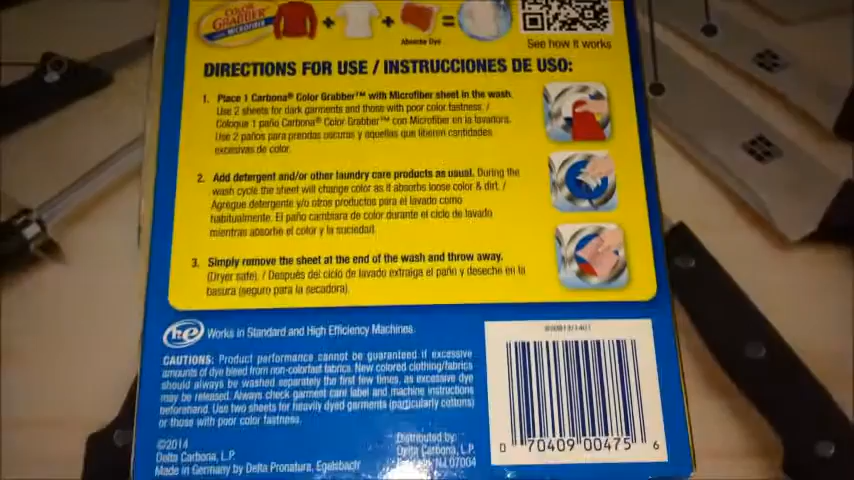 COLOR GRABBER
WITH MICROFIBER
+ + =
Absorbs Dye
See how it works
DIRECTIONS FOR USE / INSTRUCCIONES DE USO:
1. Place 1 Carbona® Color Grabber™ with Microfiber sheet in the wash.
Use 2 sheets for dark garments and those with poor color fastness. /
Coloque 1 paño Carbona® Color Grabber™ con Microfiber en la lavadora.
Use 2 paños para prendas oscuras y aquellas que liberen cantidades
excesivas de color.
2. Add detergent and/or other laundry care products as usual. During the
wash cycle the sheet will change color as it absorbs loose color & dirt. /
Agregue detergente y/o otros productos para el lavado como
habitualmente. El paño cambiara de color durante el ciclo de lavado
mientras absorbe el color y la suciedad.
3. Simply remove the sheet at the end of the wash and throw away.
(Dryer safe). / Después del ciclo de lavado extraiga el paño y deseche en la
basura (seguro para la secadora).
he Works in Standard and High Efficiency Machines.
CAUTIONS: Product performance cannot be guaranteed if excessive
amounts of dye bleed from non-colorfast fabrics. New colored clothing/fabrics
should always be washed separately the first few times, as excessive dye
may be released. Always check garment care label and machine instructions
beforehand. Use two sheets for heavily dyed garments (particularly cottons)
or those with poor color fastness.
©2014
Delta Carbona, L.P.
Made in Germany by Delta Pronatura, Egelsbach
Distributed by:
Delta Carbona, L.P.
NJ 07004
0 70409 00475 6